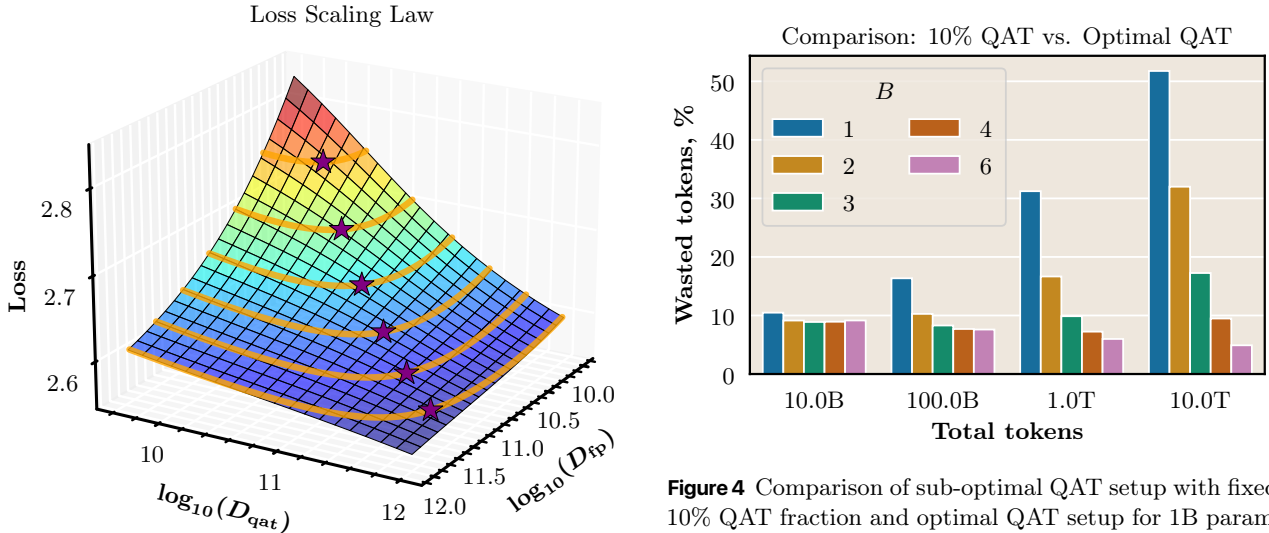 Loss Scaling Law
Loss
2.8
2.7
2.6
10
11
12
log10(Dqat)
10.0
10.5
11.0
11.5
12.0
log10(Dfp)
Comparison: 10% QAT vs. Optimal QAT
Wasted tokens, %
50
40
30
20
10
0
B
1
2
3
4
6
10.0B
100.0B
1.0T
10.0T
Total tokens
Figure 4 Comparison of sub-optimal QAT setup with fixed
10% QAT fraction and optimal QAT setup for 1B param